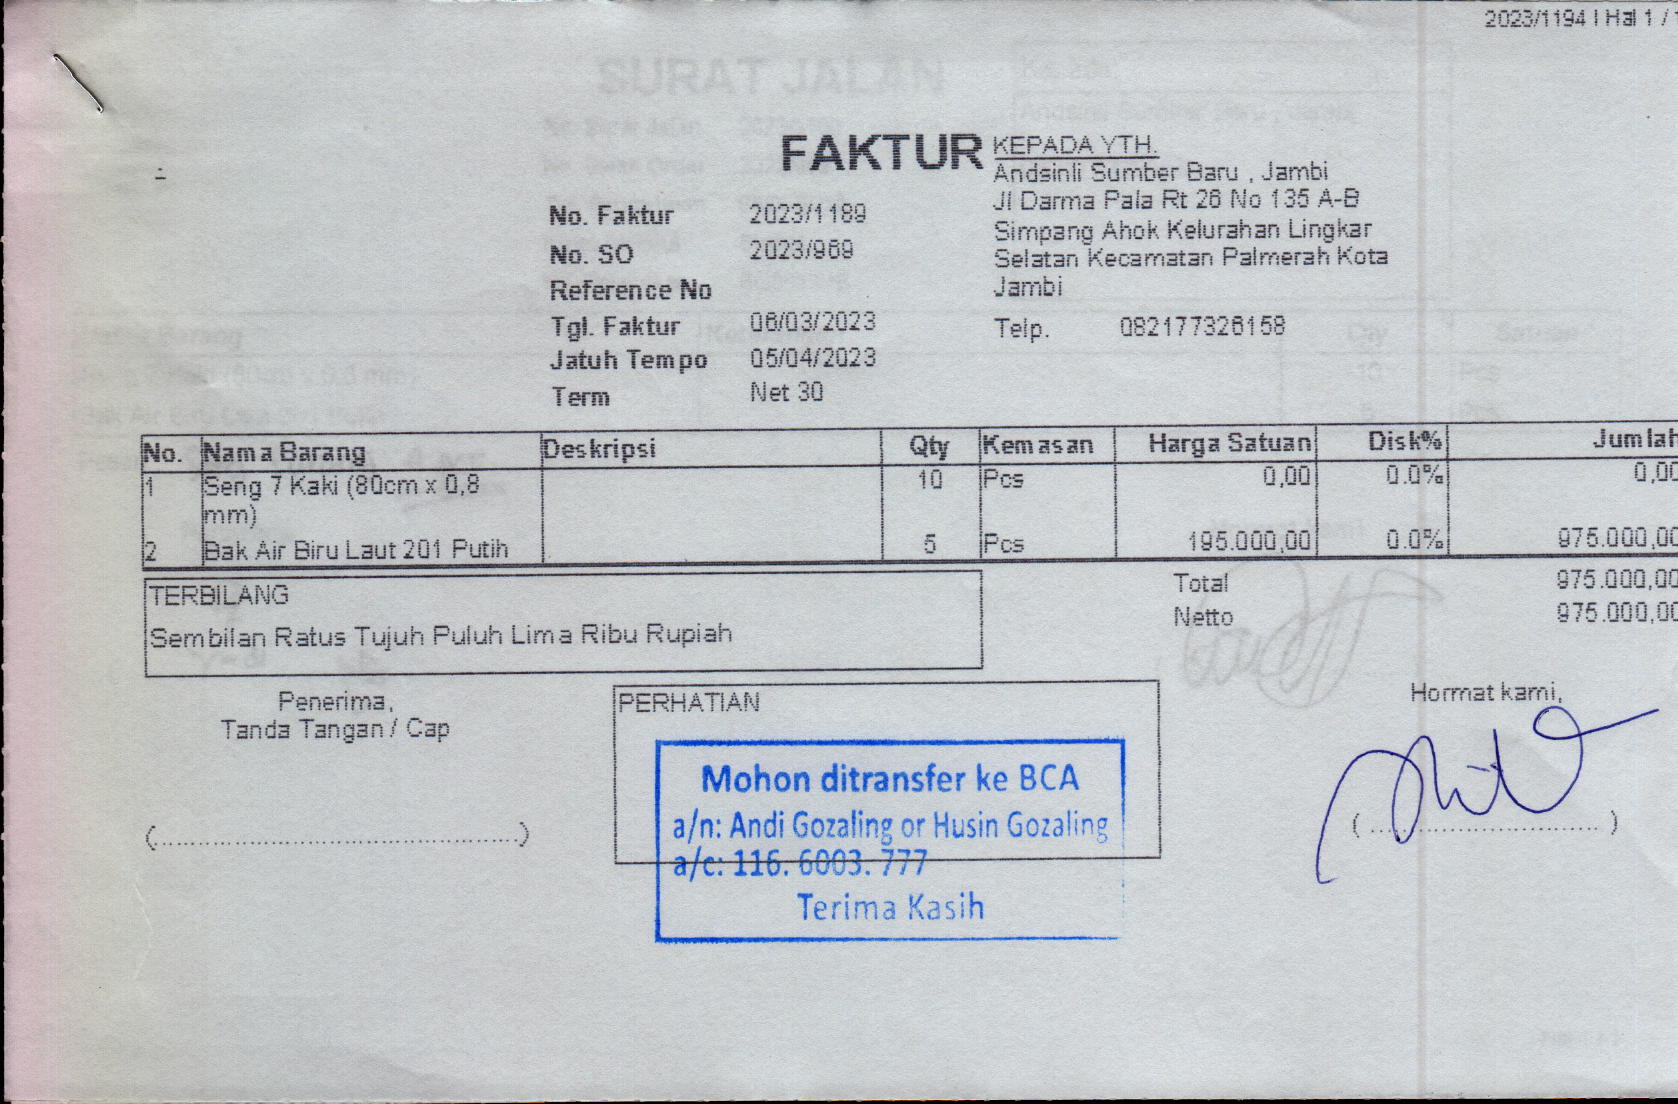 2023/1194 | Hal 1 /
FAKTUR
No. Faktur 2023/1189
No. SO 2023/969
Reference No
Tgl. Faktur 06/03/2023
Jatuh Tempo 05/04/2023
Term Net 30
KEPADA YTH.
Andsinli Sumber Baru , Jambi
Jl Darma Pala Rt 26 No 135 A-B
Simpang Ahok Kelurahan Lingkar
Selatan Kecamatan Palmerah Kota
Jambi
Telp. 082177326158
No. Nama Barang Deskripsi Qty Kemasan Harga Satuan Disk% Jumlah
1 Seng 7 Kaki (80cm x 0,8 10 Pcs 0,00 0.0% 0,00
mm)
2 Bak Air Biru Laut 201 Putih 5 Pcs 195.000,00 0.0% 975.000,00
TERBILANG
Sembilan Ratus Tujuh Puluh Lima Ribu Rupiah
Total 975.000,00
Netto 975.000,00
Penerima,
Tanda Tangan / Cap
(..........................................)
PERHATIAN
Mohon ditransfer ke BCA
a/n: Andi Gozaling or Husin Gozaling
a/c: 116. 6003. 777
Terima Kasih
Hormat kami,
(..............................)
SURAT JALAN